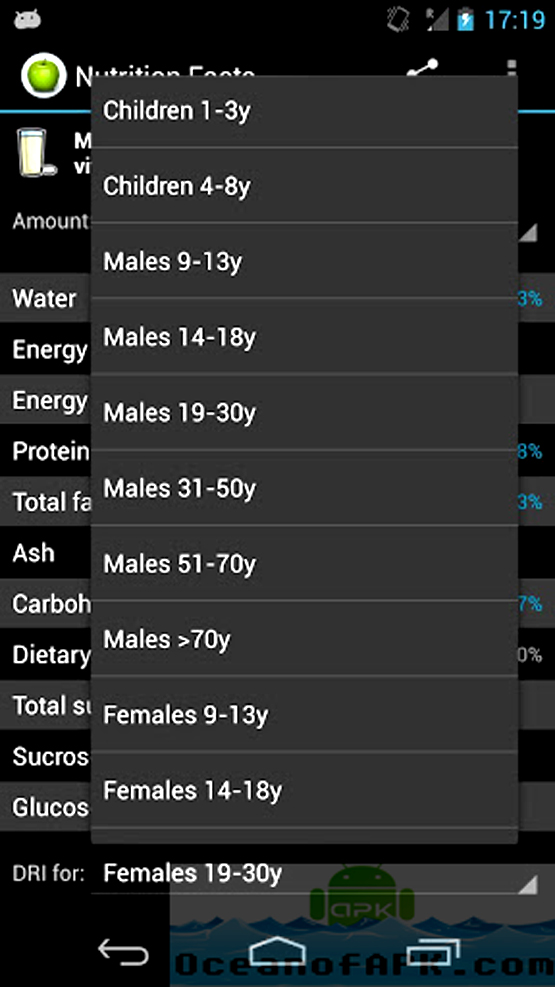 17:19
Nutrition Facts
Children 1-3y
M
vi
Children 4-8y
Amount
Males 9-13y
Water
3%
Males 14-18y
Energy
Energy
Males 19-30y
Protein
8%
Males 31-50y
Total fa
3%
Ash
Males 51-70y
Carboh
7%
Males >70y
Dietary
0%
Total su
Females 9-13y
Sucros
Females 14-18y
Glucos
DRI for:
Females 19-30y
apk
OceanofAPK.com